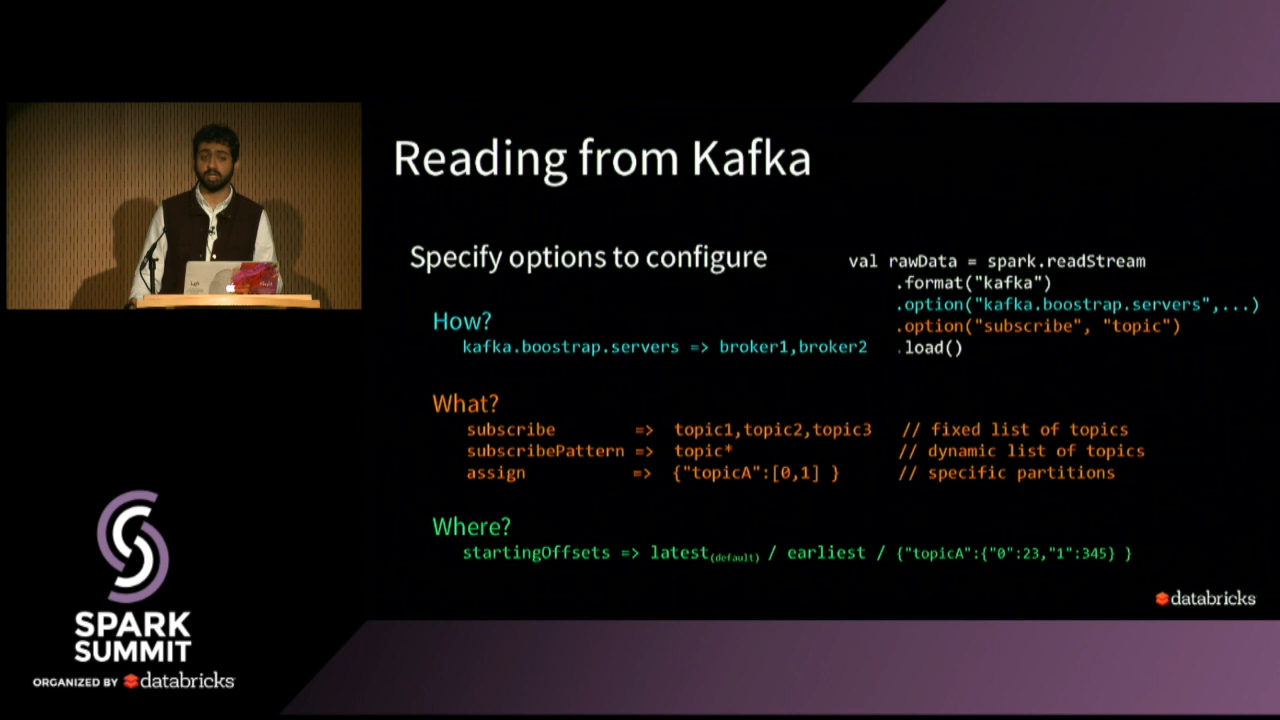 Reading from Kafka
Specify options to configure
How?
kafka.boostrap.servers => broker1,broker2
What?
subscribe => topic1,topic2,topic3 // fixed list of topics
subscribePattern => topic* // dynamic list of topics
assign => {"topicA":[0,1] } // specific partitions
Where?
startingOffsets => latest(default) / earliest / {"topicA":{"0":23,"1":345} }
val rawData = spark.readStream
.format("kafka")
.option("kafka.boostrap.servers",...)
.option("subscribe", "topic")
.load()
databricks
SPARK
SUMMIT
ORGANIZED BY databricks